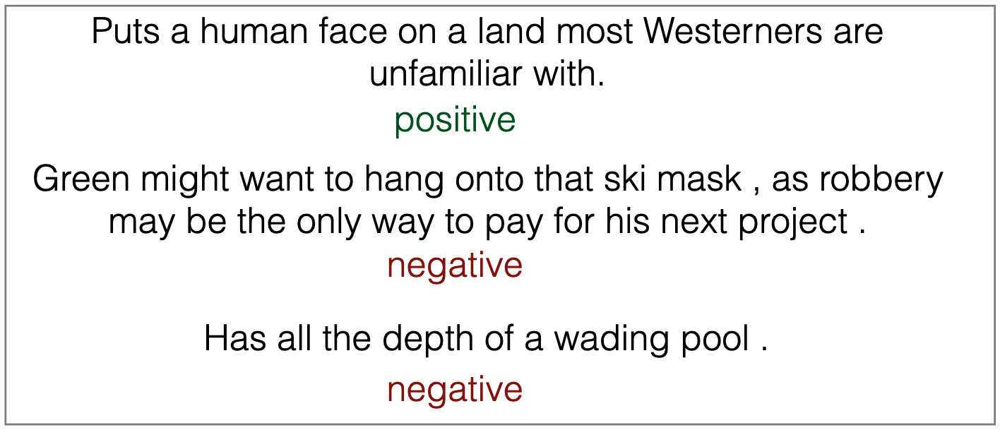 Puts a human face on a land most Westerners are
unfamiliar with.
positive
Green might want to hang onto that ski mask , as robbery
may be the only way to pay for his next project .
negative
Has all the depth of a wading pool .
negative